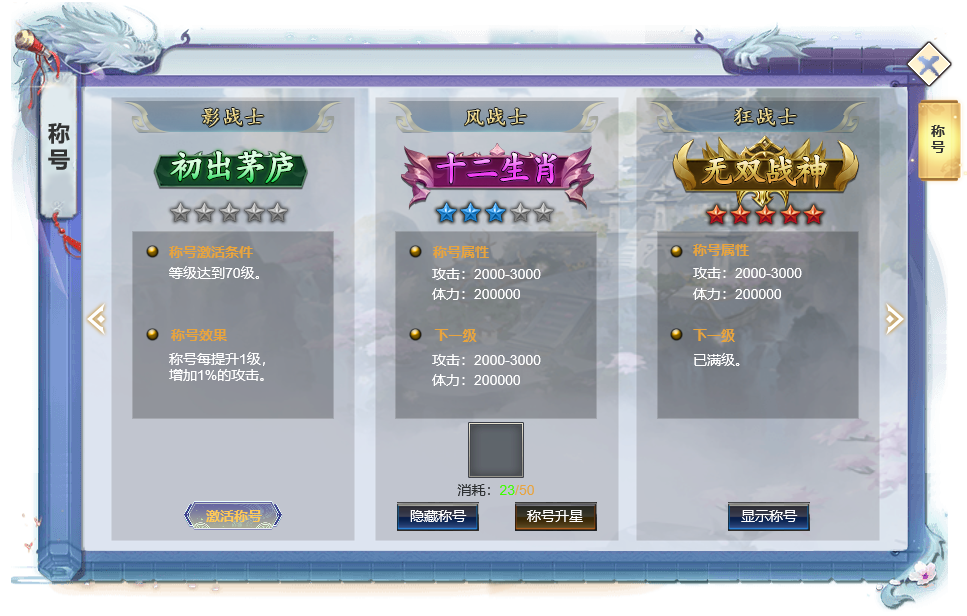 称号
称号
影战士
初出茅庐
称号激活条件
等级达到70级。
称号效果
称号每提升1级，
增加1%的攻击。
激活称号
风战士
十二生肖
称号属性
攻击：2000-3000
体力：200000
下一级
攻击：2000-3000
体力：200000
消耗：23/50
隐藏称号
称号升星
狂战士
无双战神
称号属性
攻击：2000-3000
体力：200000
下一级
已满级。
显示称号